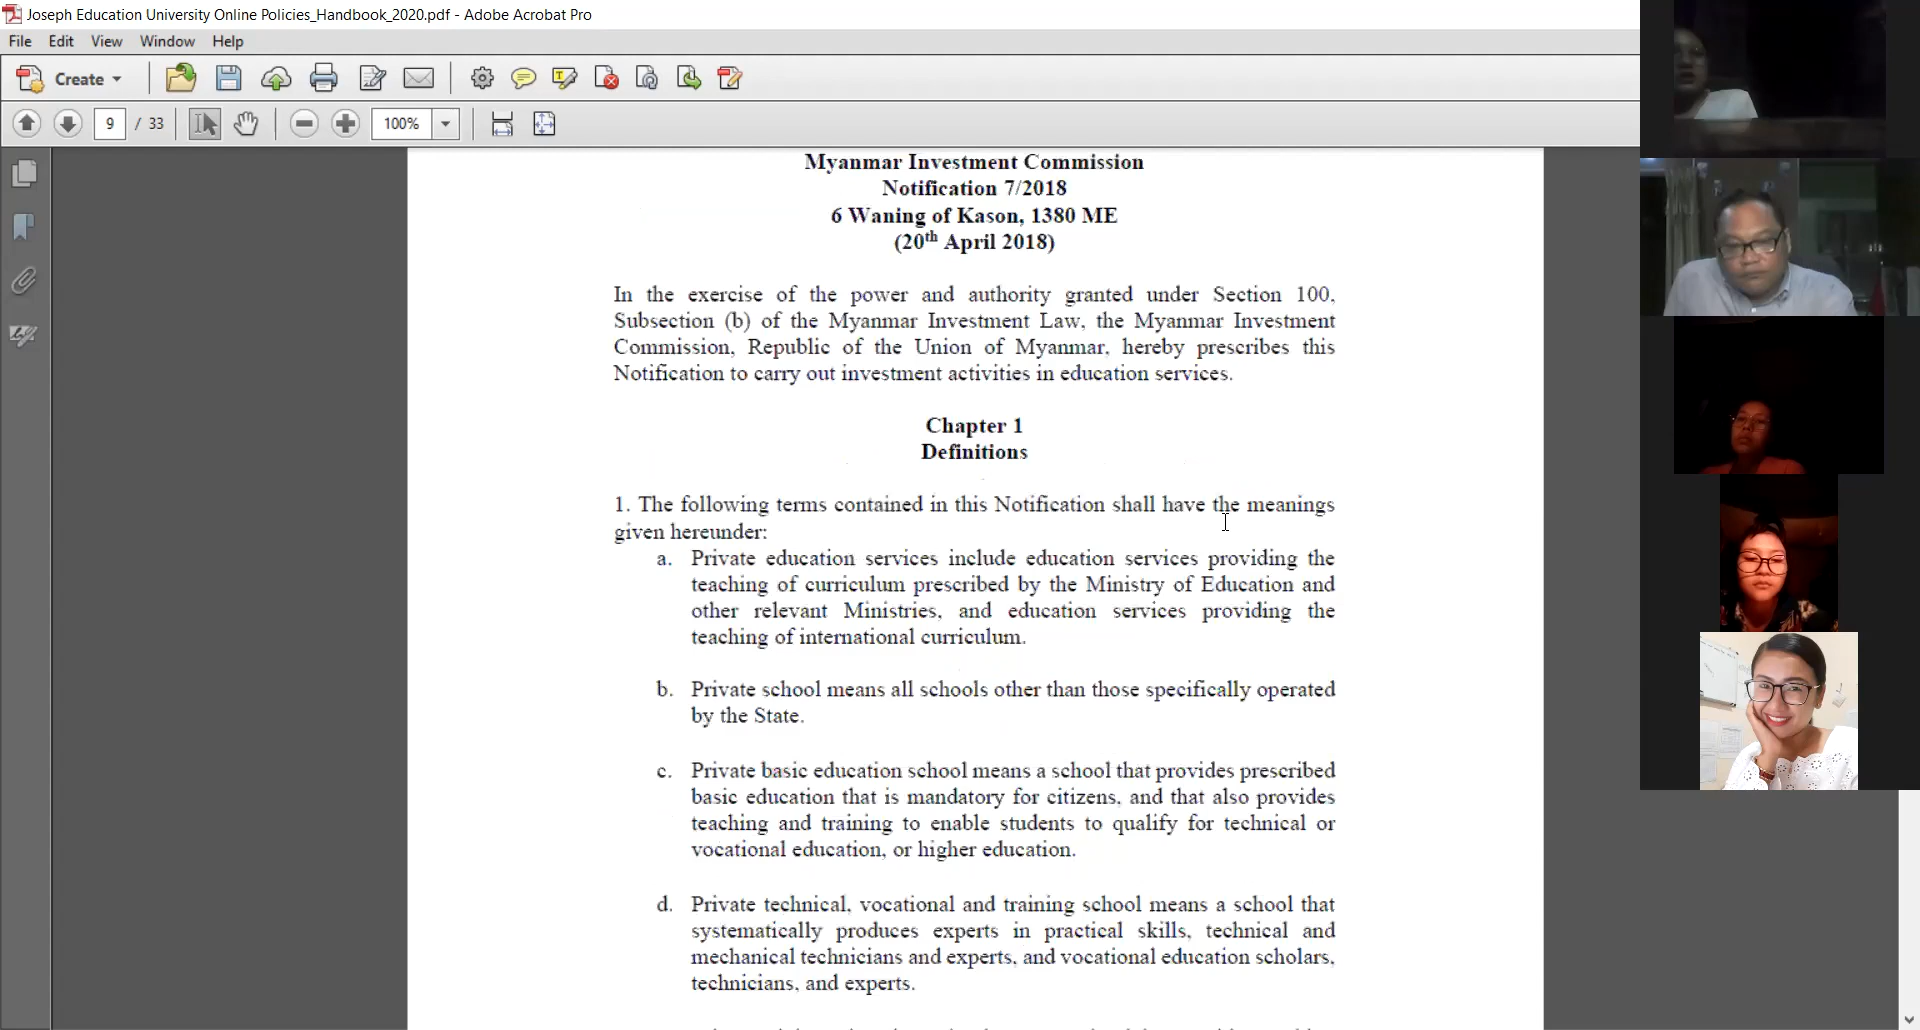 Joseph Education University Online Policies_Handbook_2020.pdf - Adobe Acrobat Pro
File Edit View Window Help
Create
9 / 33 100%
Myanmar Investment Commission
Notification 7/2018
6 Waning of Kason, 1380 ME
(20th April 2018)
In the exercise of the power and authority granted under Section 100,
Subsection (b) of the Myanmar Investment Law, the Myanmar Investment
Commission, Republic of the Union of Myanmar, hereby prescribes this
Notification to carry out investment activities in education services.
Chapter 1
Definitions
1. The following terms contained in this Notification shall have the meanings
given hereunder:
a. Private education services include education services providing the
teaching of curriculum prescribed by the Ministry of Education and
other relevant Ministries, and education services providing the
teaching of international curriculum.
b. Private school means all schools other than those specifically operated
by the State.
c. Private basic education school means a school that provides prescribed
basic education that is mandatory for citizens, and that also provides
teaching and training to enable students to qualify for technical or
vocational education, or higher education.
d. Private technical, vocational and training school means a school that
systematically produces experts in practical skills, technical and
mechanical technicians and experts, and vocational education scholars,
technicians, and experts.